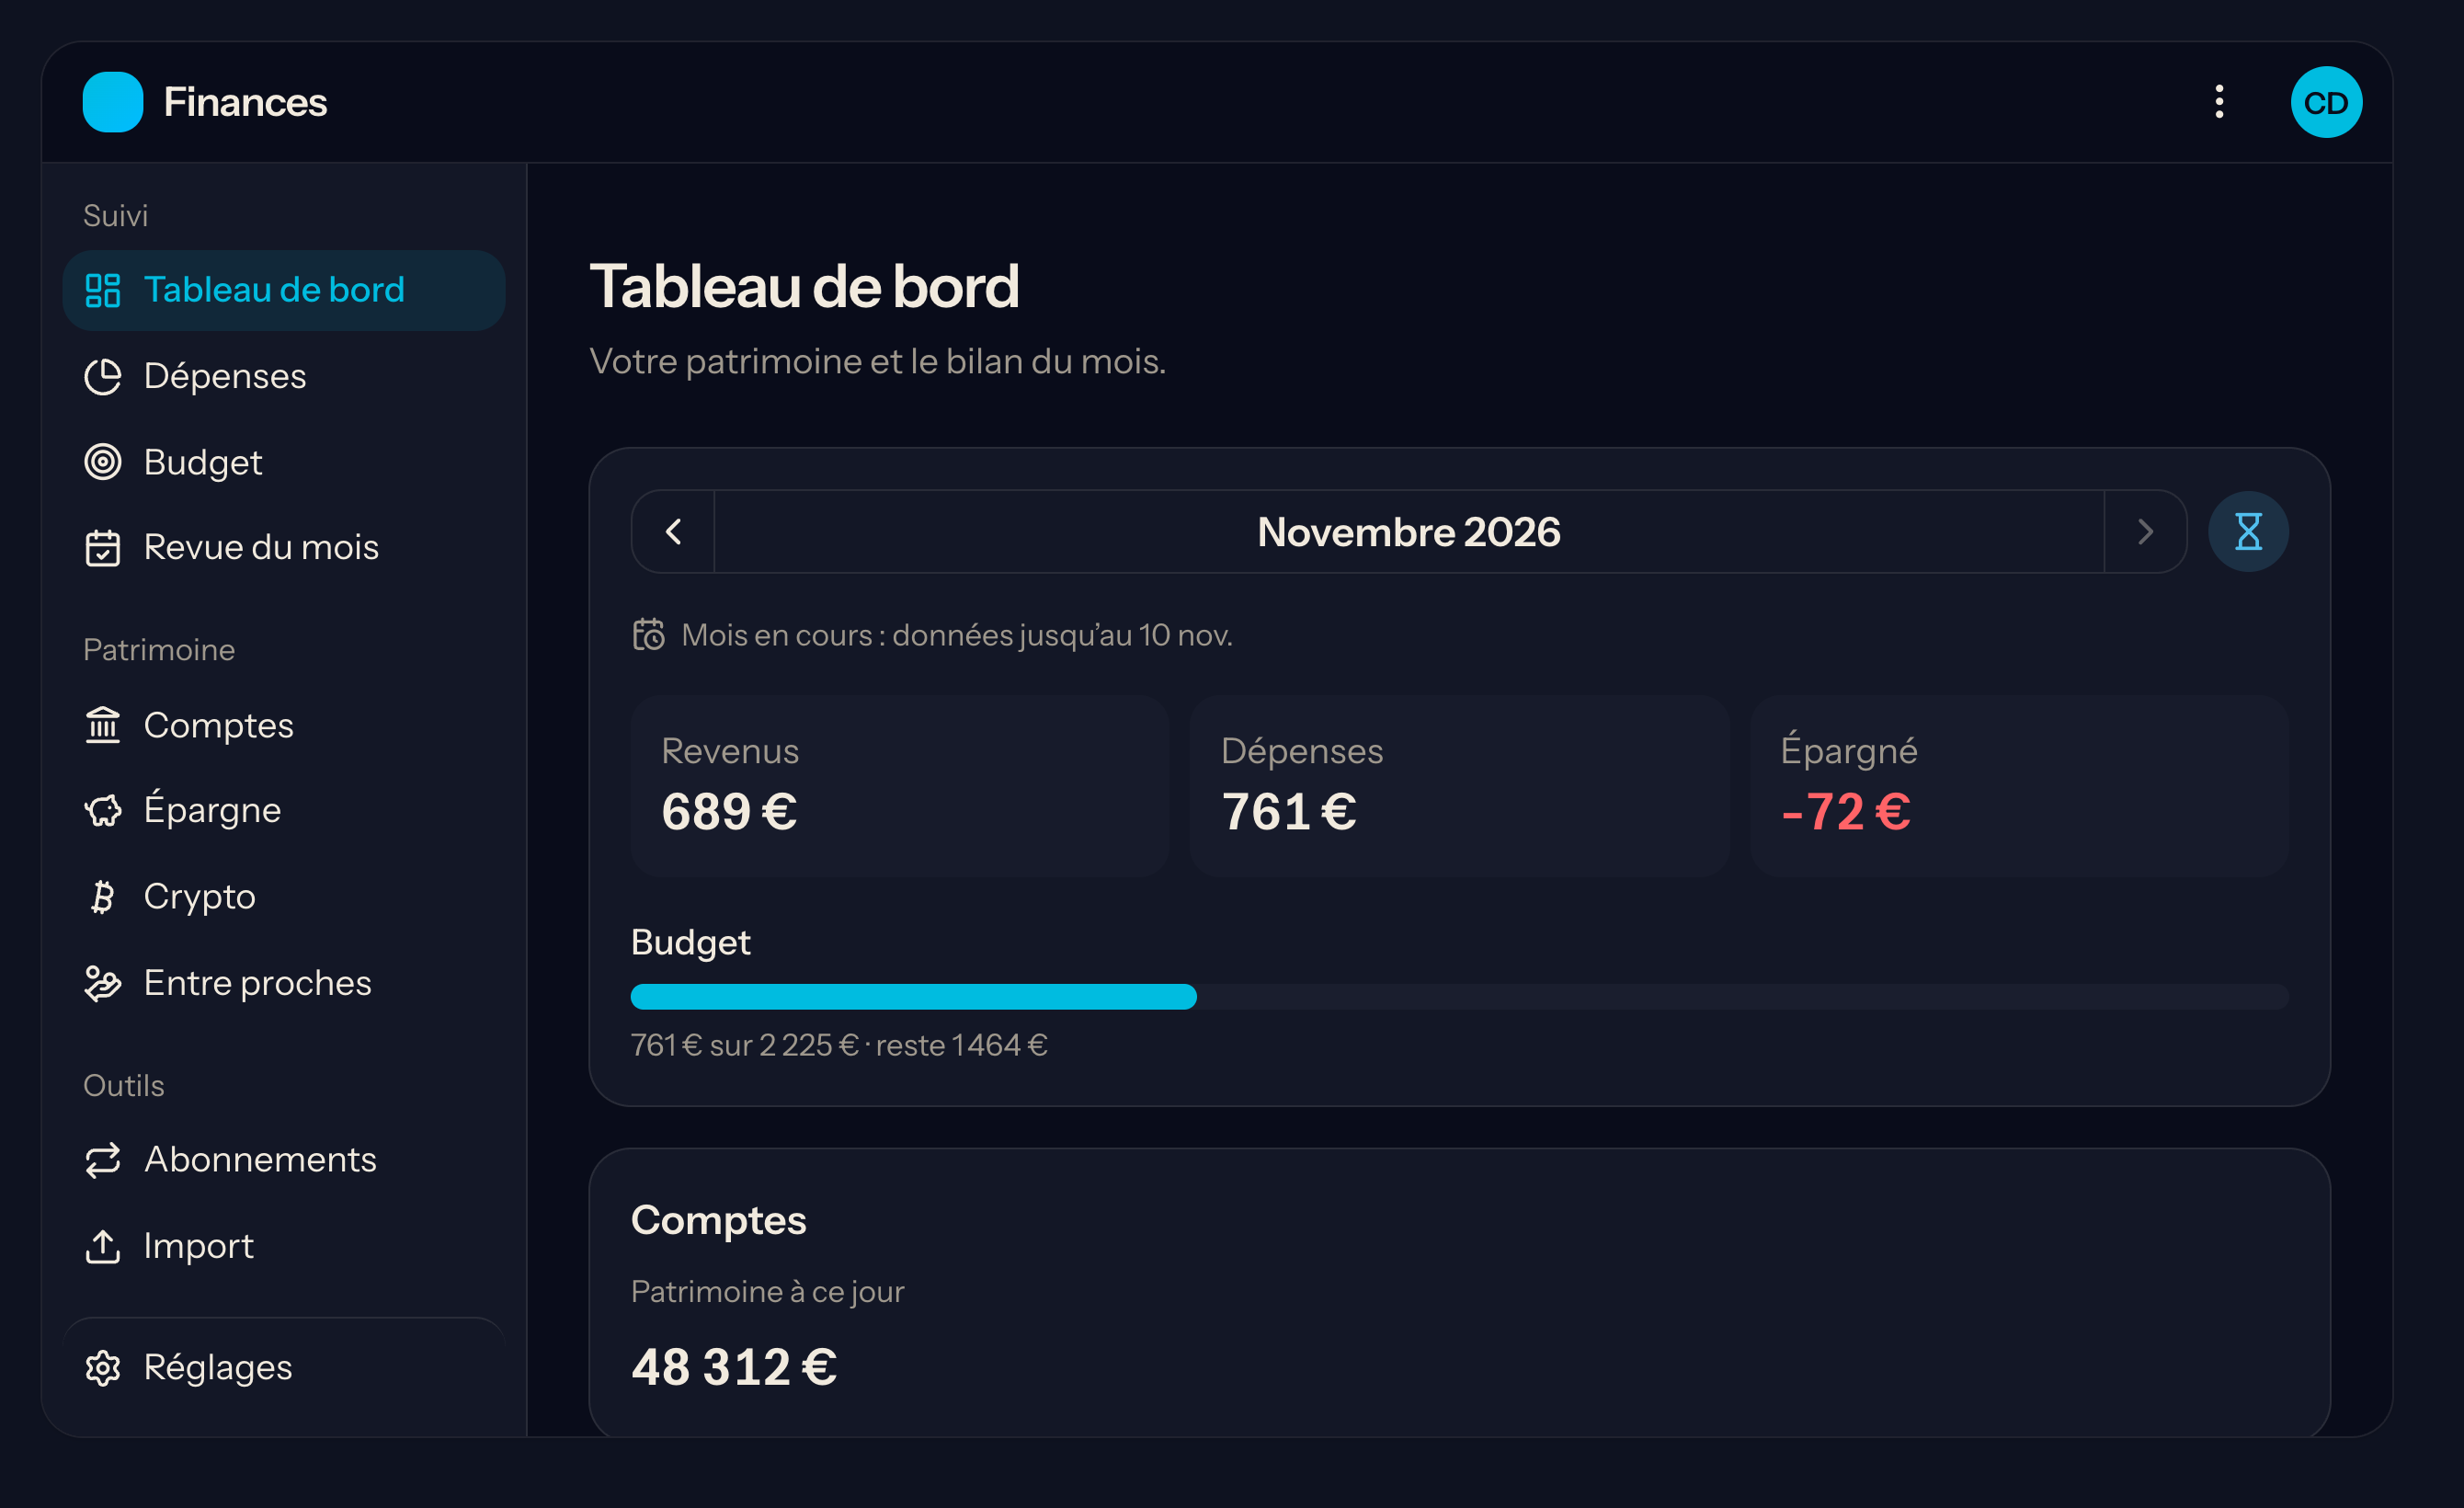 Finances
CD
Suivi
Tableau de bord
Dépenses
Budget
Revue du mois
Patrimoine
Comptes
Épargne
Crypto
Entre proches
Outils
Abonnements
Import
Réglages
Tableau de bord
Votre patrimoine et le bilan du mois.
Novembre 2026
Mois en cours : données jusqu’au 10 nov.
Revenus
689 €
Dépenses
761 €
Épargné
-72 €
Budget
761 € sur 2 225 € · reste 1 464 €
Comptes
Patrimoine à ce jour
48 312 €